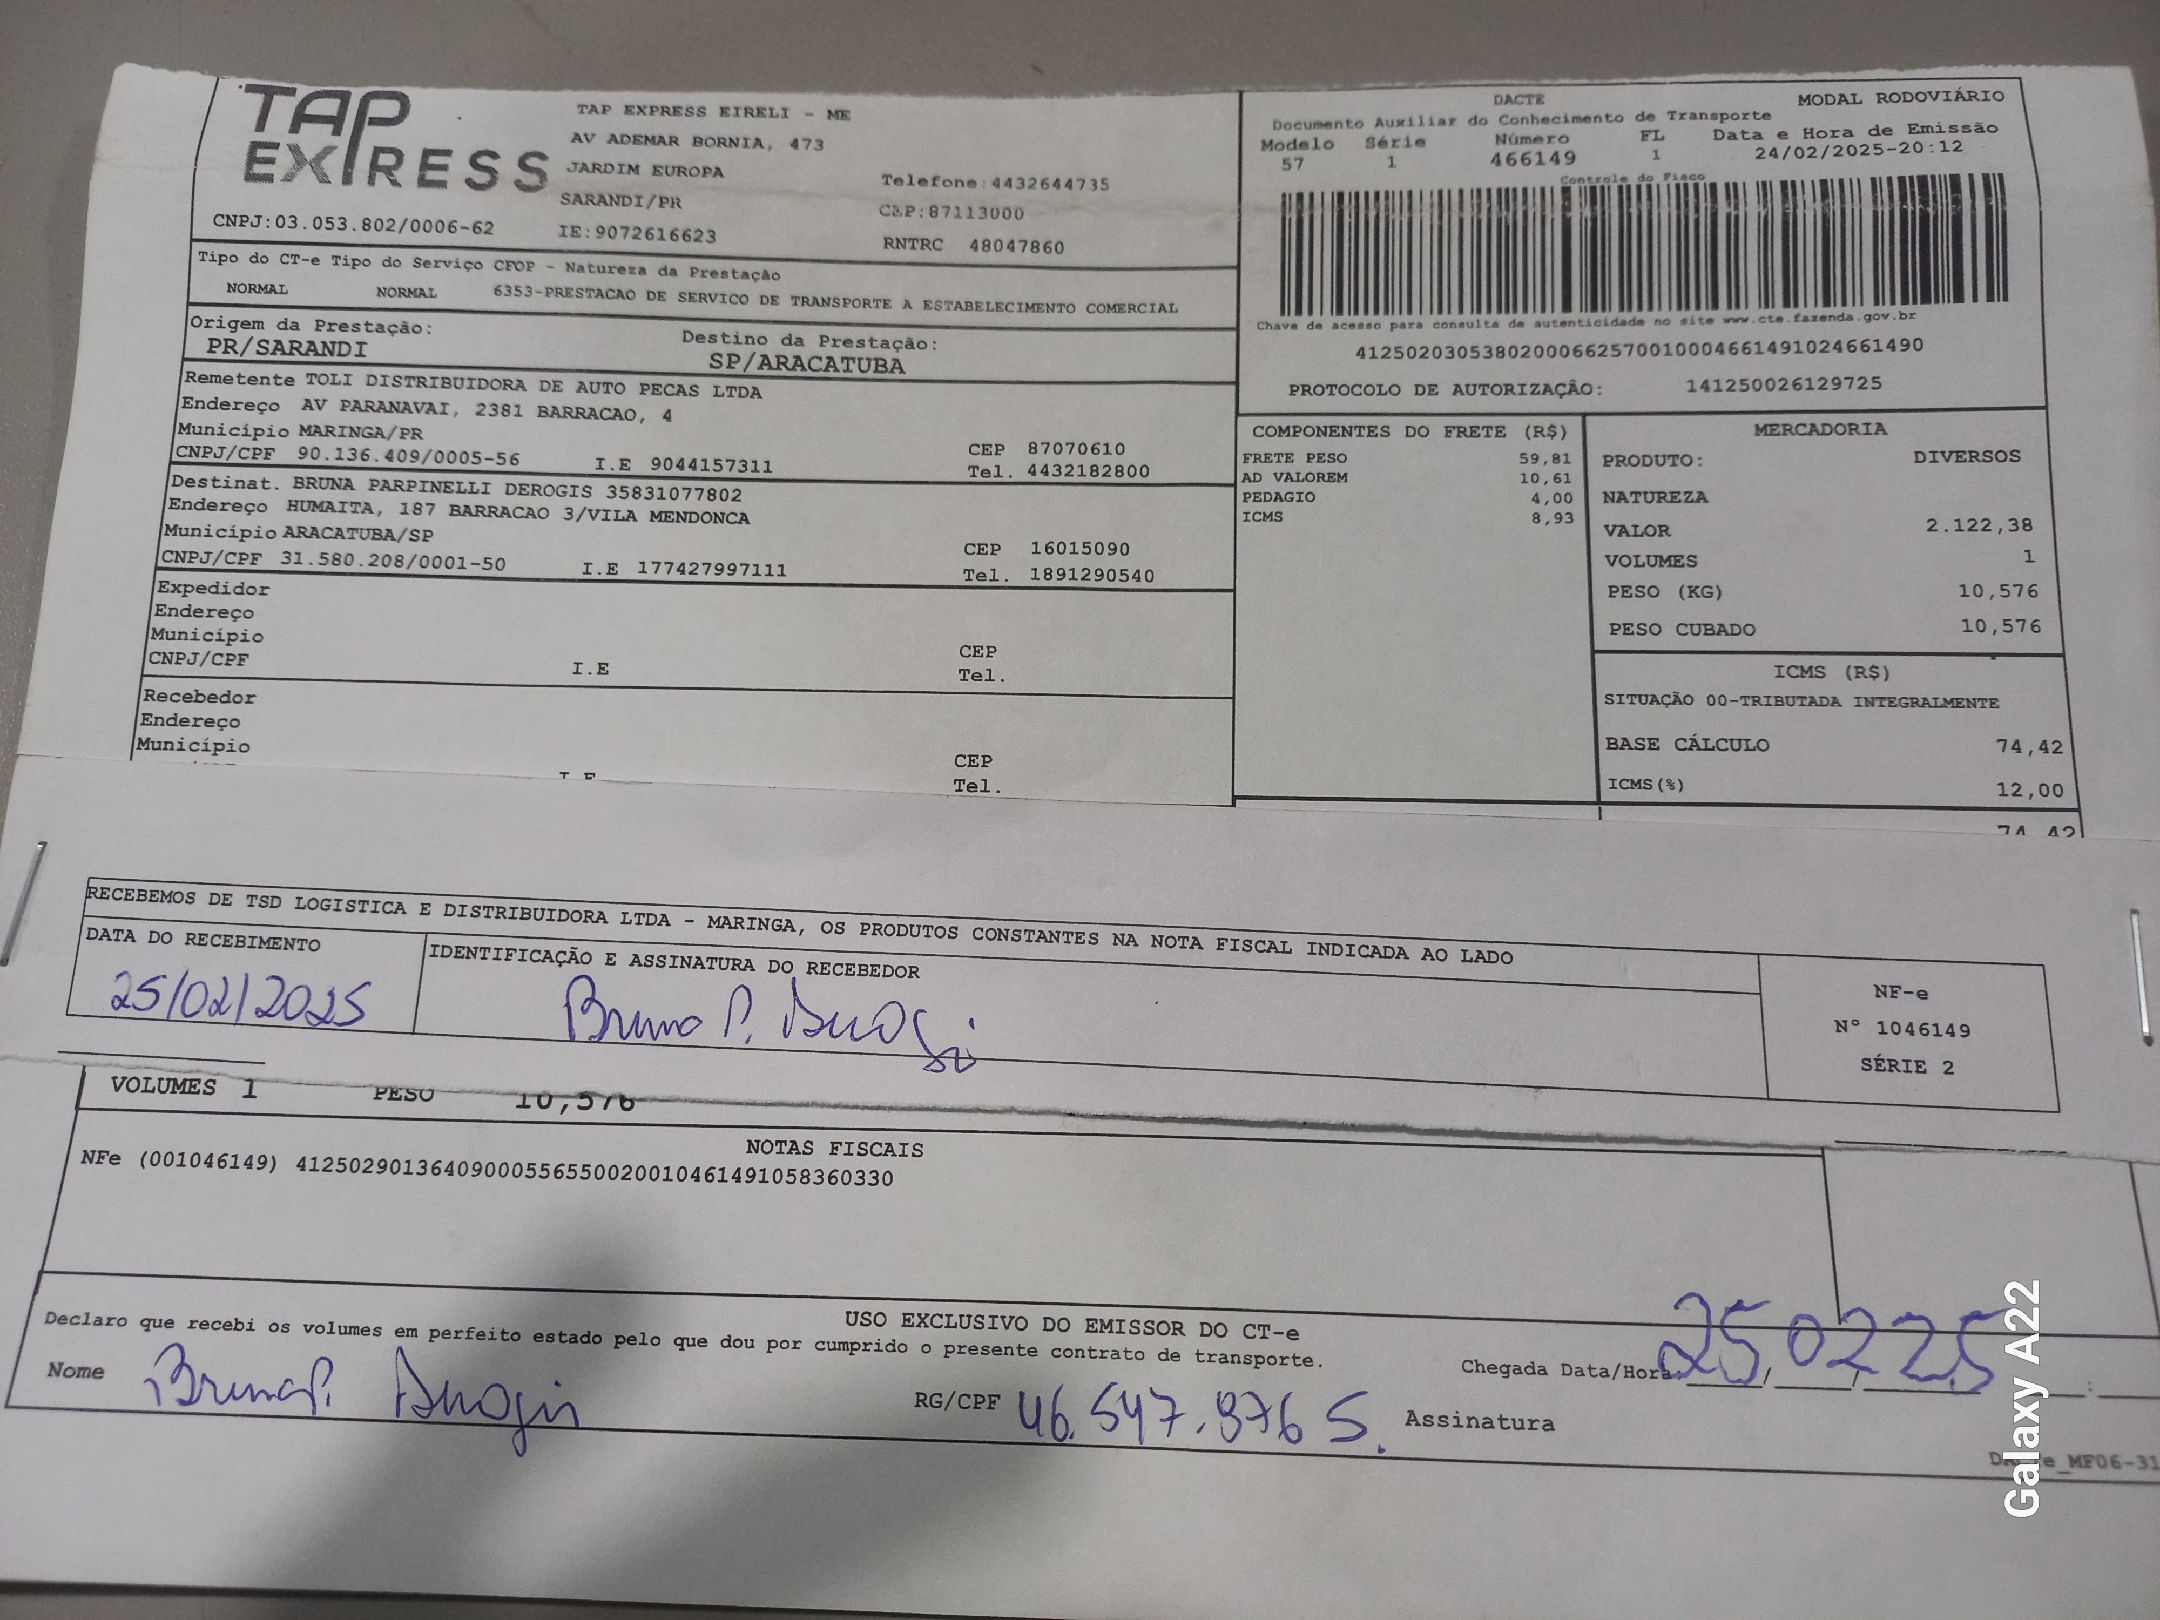 TAP EXPRESS
TAP EXPRESS EIRELI - ME
AV ADEMAR BORNIA, 473
JARDIM EUROPA
Telefone:4432644735
SARANDI/PR
CEP:87113000
CNPJ:03.053.802/0006-62
IE:9072616623
RNTRC 48047860
DACTE
MODAL RODOVIÁRIO
Documento Auxiliar do Conhecimento de Transporte
Modelo Série Número FL Data e Hora de Emissão
57 1 466149 1 24/02/2025-20:12
Controle do Fisco
Chave de acesso para consulta de autenticidade no site www.cte.fazenda.gov.br
41250203053802000662570010004661491024661490
PROTOCOLO DE AUTORIZAÇÃO: 141250026129725
Tipo do CT-e Tipo do Serviço CFOP - Natureza da Prestação
NORMAL NORMAL 6353-PRESTACAO DE SERVICO DE TRANSPORTE A ESTABELECIMENTO COMERCIAL
Origem da Prestação: Destino da Prestação:
PR/SARANDI SP/ARACATUBA
Remetente TOLI DISTRIBUIDORA DE AUTO PECAS LTDA
Endereço AV PARANAVAI, 2381 BARRACAO, 4
Município MARINGA/PR CEP 87070610
CNPJ/CPF 90.136.409/0005-56 I.E 9044157311 Tel. 4432182800
Destinat. BRUNA PARPINELLI DEROGIS 35831077802
Endereço HUMAITA, 187 BARRACAO 3/VILA MENDONCA
Município ARACATUBA/SP CEP 16015090
CNPJ/CPF 31.580.208/0001-50 I.E 177427997111 Tel. 1891290540
Expedidor
Endereço
Município CEP
CNPJ/CPF I.E Tel.
Recebedor
Endereço
Município CEP
I.E Tel.
COMPONENTES DO FRETE (R$)
FRETE PESO 59,81
AD VALOREM 10,61
PEDAGIO 4,00
ICMS 8,93
MERCADORIA
PRODUTO: DIVERSOS
NATUREZA
VALOR 2.122,38
VOLUMES 1
PESO (KG) 10,576
PESO CUBADO 10,576
ICMS (R$)
SITUAÇÃO 00-TRIBUTADA INTEGRALMENTE
BASE CÁLCULO 74,42
ICMS(%) 12,00
74,42
RECEBEMOS DE TSD LOGISTICA E DISTRIBUIDORA LTDA - MARINGA, OS PRODUTOS CONSTANTES NA NOTA FISCAL INDICADA AO LADO
DATA DO RECEBIMENTO IDENTIFICAÇÃO E ASSINATURA DO RECEBEDOR
25/02/2025 Bruna P.
NF-e
N° 1046149
SÉRIE 2
VOLUMES 1 PESO 10,576
NOTAS FISCAIS
NFe (001046149) 41250290136409000556550020010461491058360330
USO EXCLUSIVO DO EMISSOR DO CT-e
Declaro que recebi os volumes em perfeito estado pelo que dou por cumprido o presente contrato de transporte.
Nome Bruna P. RG/CPF 46.547.976 5. Assinatura
Chegada Data/Hora: 25/02/25 :
MF06-31
Galaxy A22